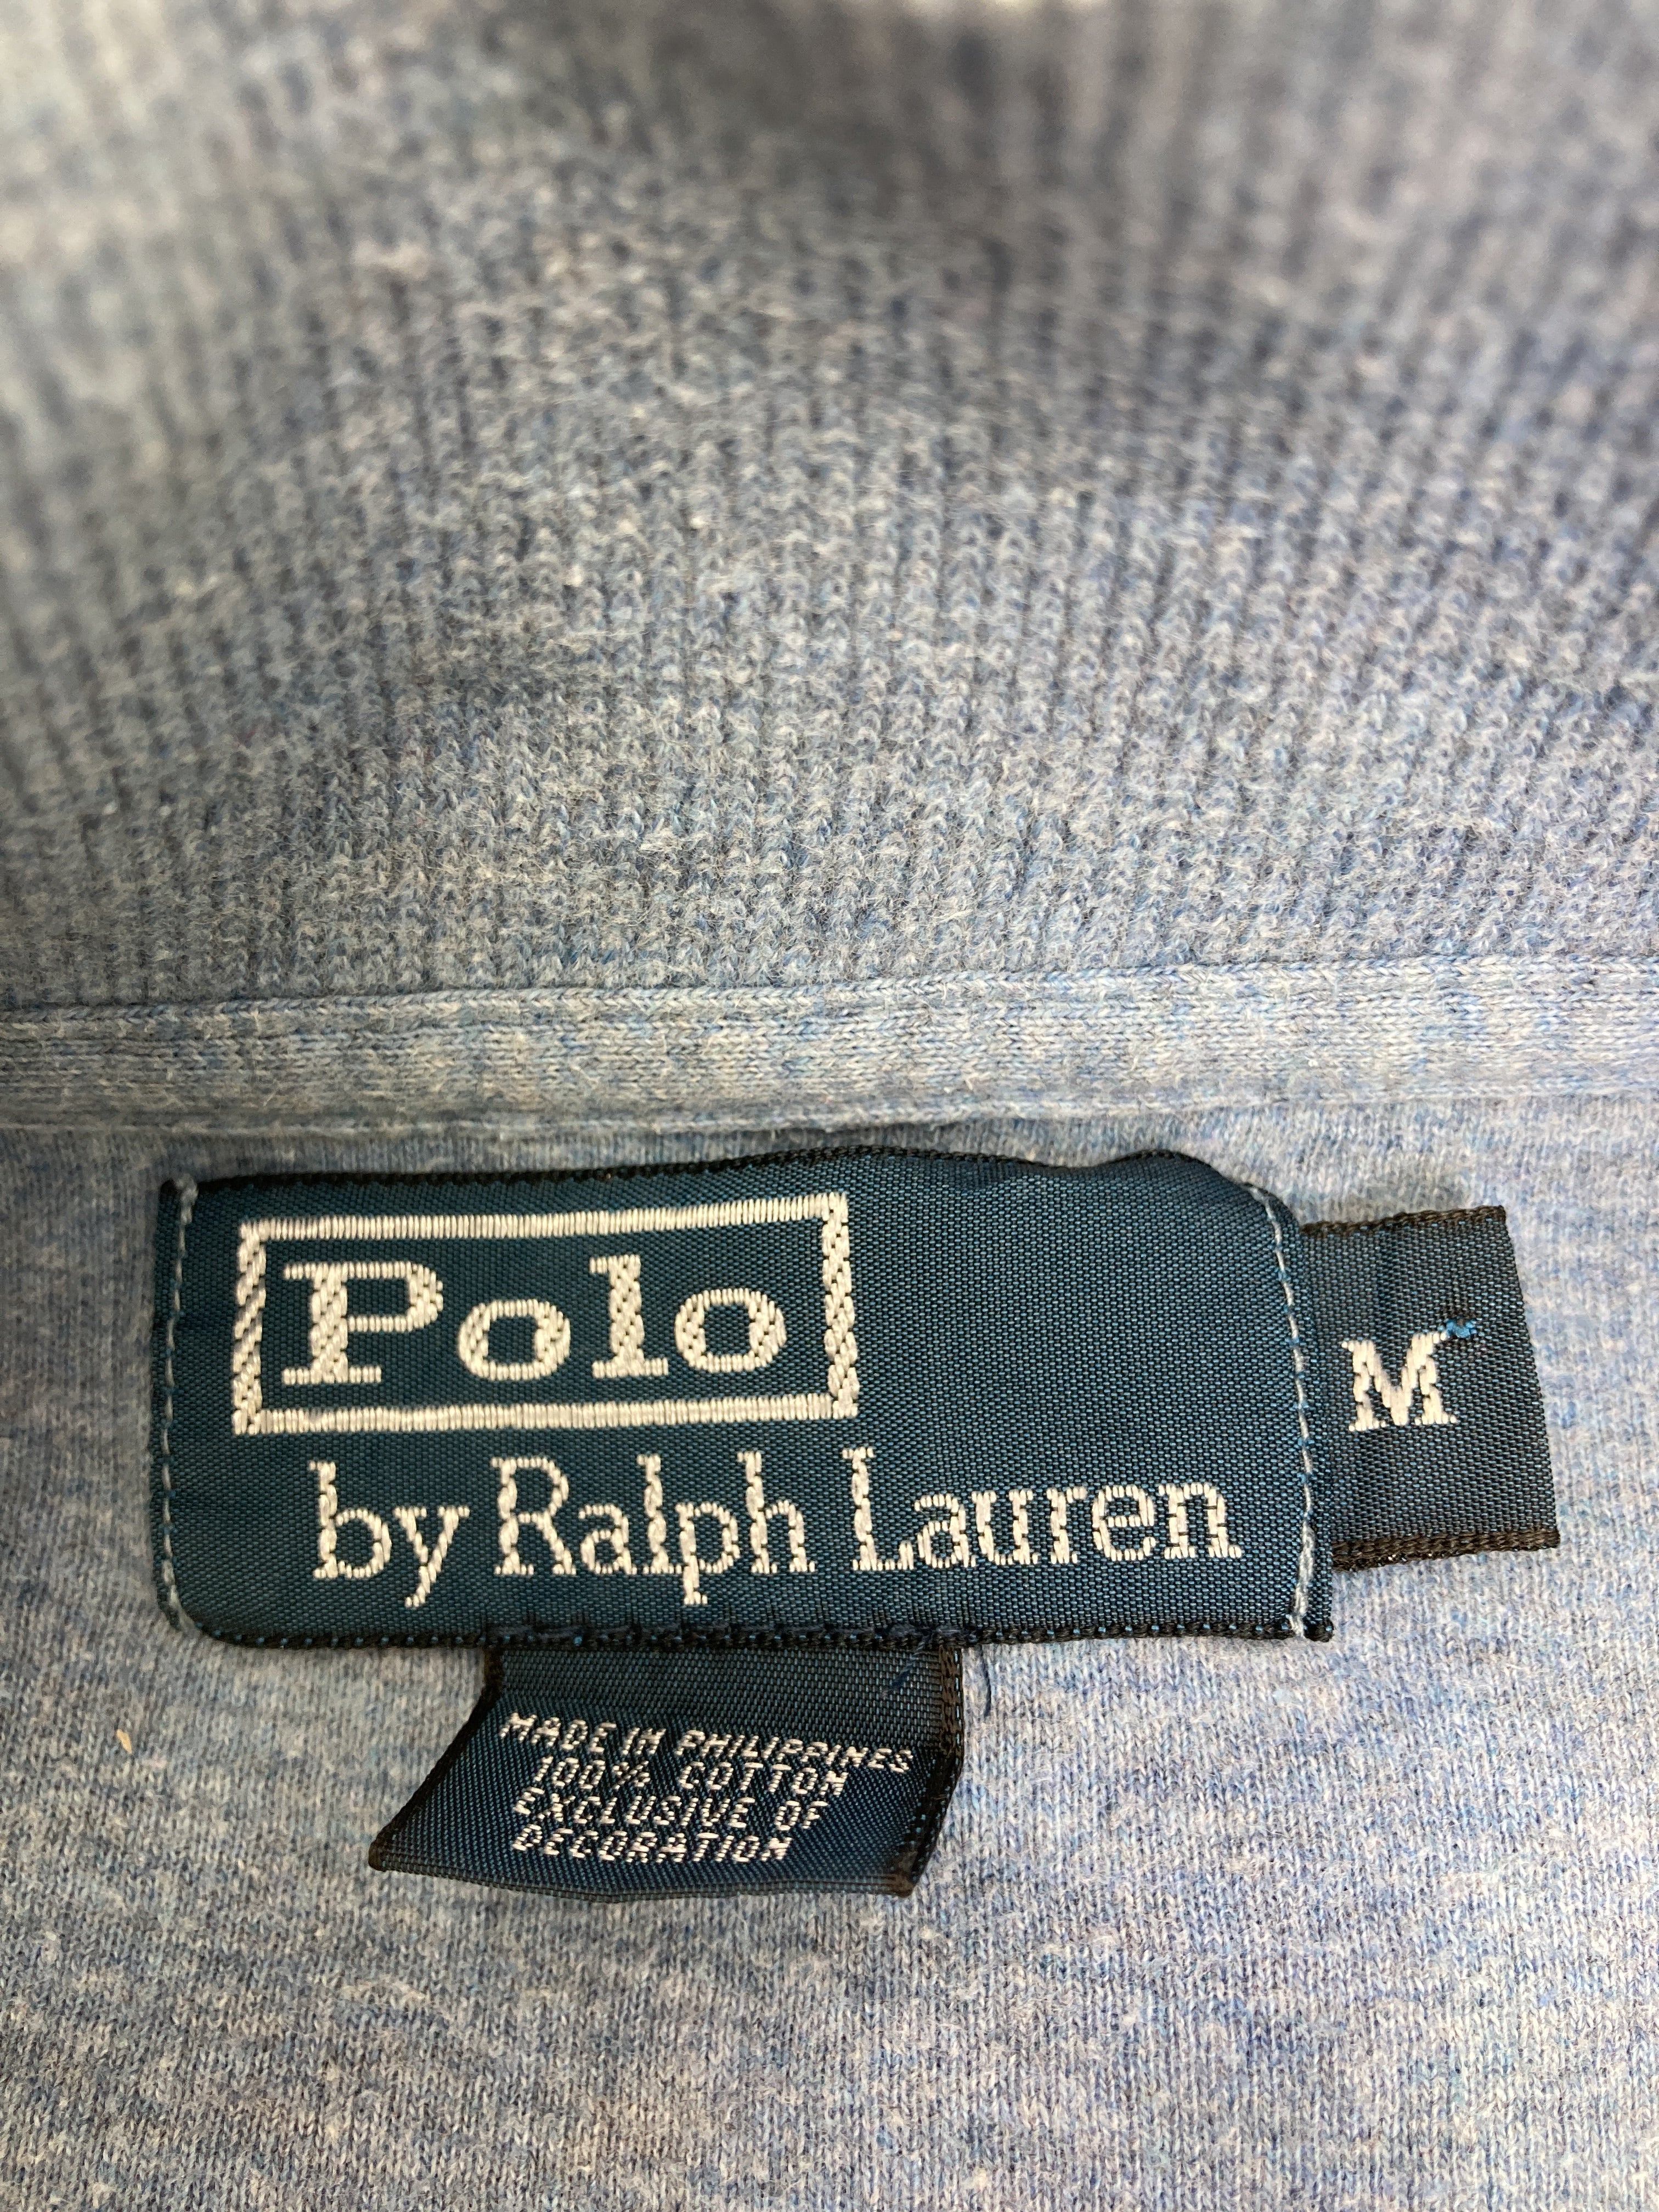 Polo
by Ralph Lauren
M
MADE IN PHILIPPINES
100% COTTON
EXCLUSIVE OF
DECORATION